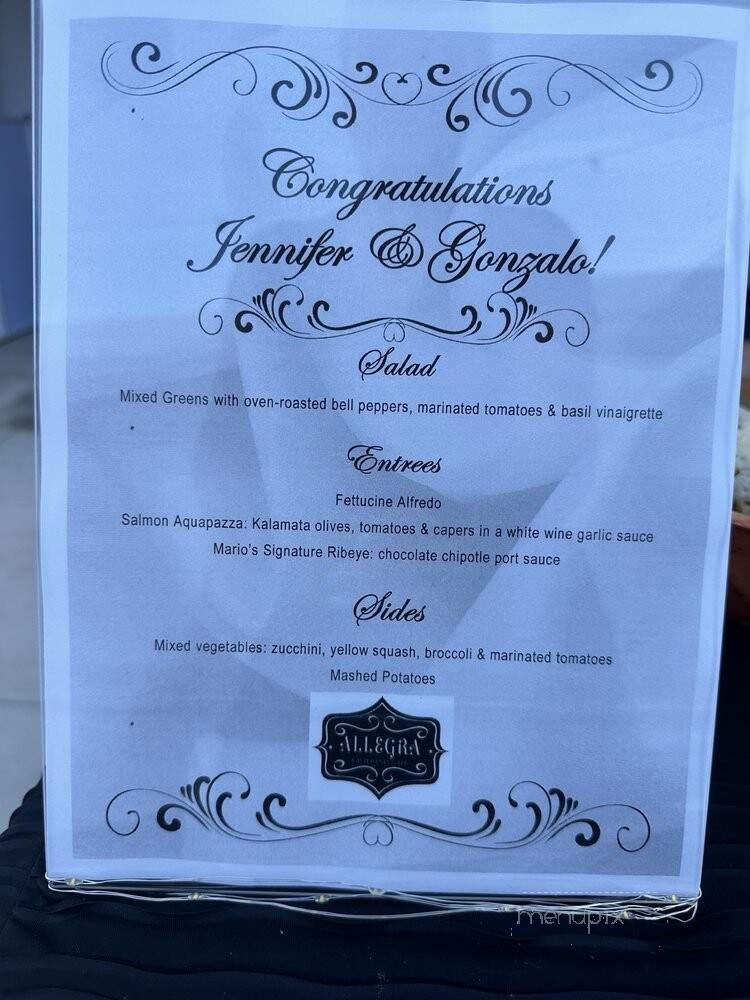 Congratulations
Jennifer & Gonzalo!
Salad
Mixed Greens with oven-roasted bell peppers, marinated tomatoes & basil vinaigrette
Entrees
Fettucine Alfredo
Salmon Aquapazza: Kalamata olives, tomatoes & capers in a white wine garlic sauce
Mario's Signature Ribeye: chocolate chipotle port sauce
Sides
Mixed vegetables: zucchini, yellow squash, broccoli & marinated tomatoes
Mashed Potatoes
ALLEGRA
menupix